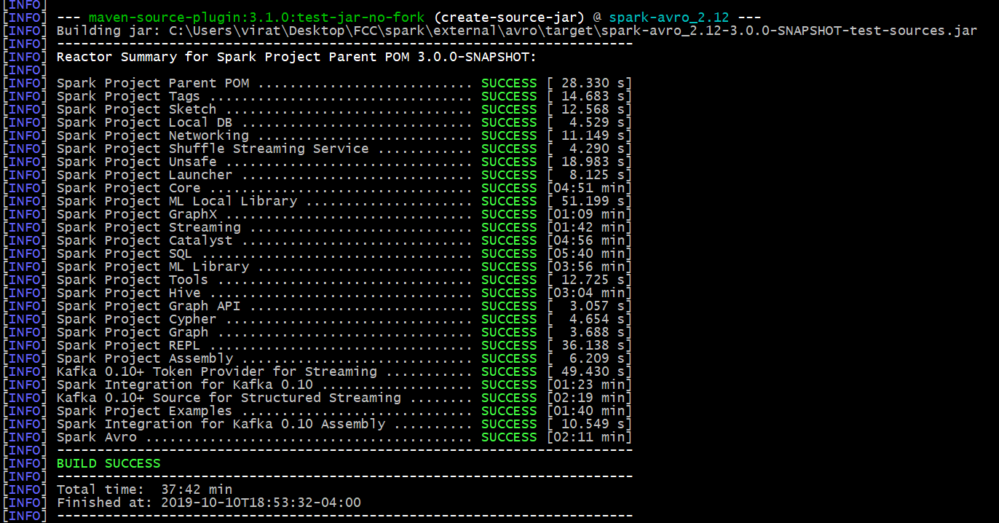 [INFO]
[INFO] --- maven-source-plugin:3.1.0:test-jar-no-fork (create-source-jar) @ spark-avro_2.12 ---
[INFO] Building jar: C:\Users\virat\Desktop\FCC\spark\external\avro\target\spark-avro_2.12-3.0.0-SNAPSHOT-test-sources.jar
[INFO] ------------------------------------------------------------------------
[INFO] Reactor Summary for Spark Project Parent POM 3.0.0-SNAPSHOT:
[INFO]
[INFO] Spark Project Parent POM ........................... SUCCESS [ 28.330 s]
[INFO] Spark Project Tags ................................. SUCCESS [ 14.683 s]
[INFO] Spark Project Sketch ............................... SUCCESS [ 12.568 s]
[INFO] Spark Project Local DB ............................. SUCCESS [  4.529 s]
[INFO] Spark Project Networking ........................... SUCCESS [ 11.149 s]
[INFO] Spark Project Shuffle Streaming Service ............ SUCCESS [  4.290 s]
[INFO] Spark Project Unsafe ............................... SUCCESS [ 18.983 s]
[INFO] Spark Project Launcher ............................. SUCCESS [  8.125 s]
[INFO] Spark Project Core ................................. SUCCESS [04:51 min]
[INFO] Spark Project ML Local Library ..................... SUCCESS [ 51.199 s]
[INFO] Spark Project GraphX ............................... SUCCESS [01:09 min]
[INFO] Spark Project Streaming ............................ SUCCESS [01:42 min]
[INFO] Spark Project Catalyst ............................. SUCCESS [04:56 min]
[INFO] Spark Project SQL .................................. SUCCESS [05:40 min]
[INFO] Spark Project ML Library ........................... SUCCESS [03:56 min]
[INFO] Spark Project Tools ................................ SUCCESS [ 12.725 s]
[INFO] Spark Project Hive ................................. SUCCESS [03:04 min]
[INFO] Spark Project Graph API ............................ SUCCESS [  3.057 s]
[INFO] Spark Project Cypher ............................... SUCCESS [  4.654 s]
[INFO] Spark Project Graph ................................ SUCCESS [  3.688 s]
[INFO] Spark Project REPL ................................. SUCCESS [ 36.138 s]
[INFO] Spark Project Assembly ............................. SUCCESS [  6.209 s]
[INFO] Kafka 0.10+ Token Provider for Streaming ........... SUCCESS [ 49.430 s]
[INFO] Spark Integration for Kafka 0.10 ................... SUCCESS [01:23 min]
[INFO] Kafka 0.10+ Source for Structured Streaming ........ SUCCESS [02:19 min]
[INFO] Spark Project Examples ............................. SUCCESS [01:40 min]
[INFO] Spark Integration for Kafka 0.10 Assembly .......... SUCCESS [ 10.549 s]
[INFO] Spark Avro ......................................... SUCCESS [02:11 min]
[INFO] ------------------------------------------------------------------------
[INFO] BUILD SUCCESS
[INFO] ------------------------------------------------------------------------
[INFO] Total time:  37:42 min
[INFO] Finished at: 2019-10-10T18:53:32-04:00
[INFO] ------------------------------------------------------------------------